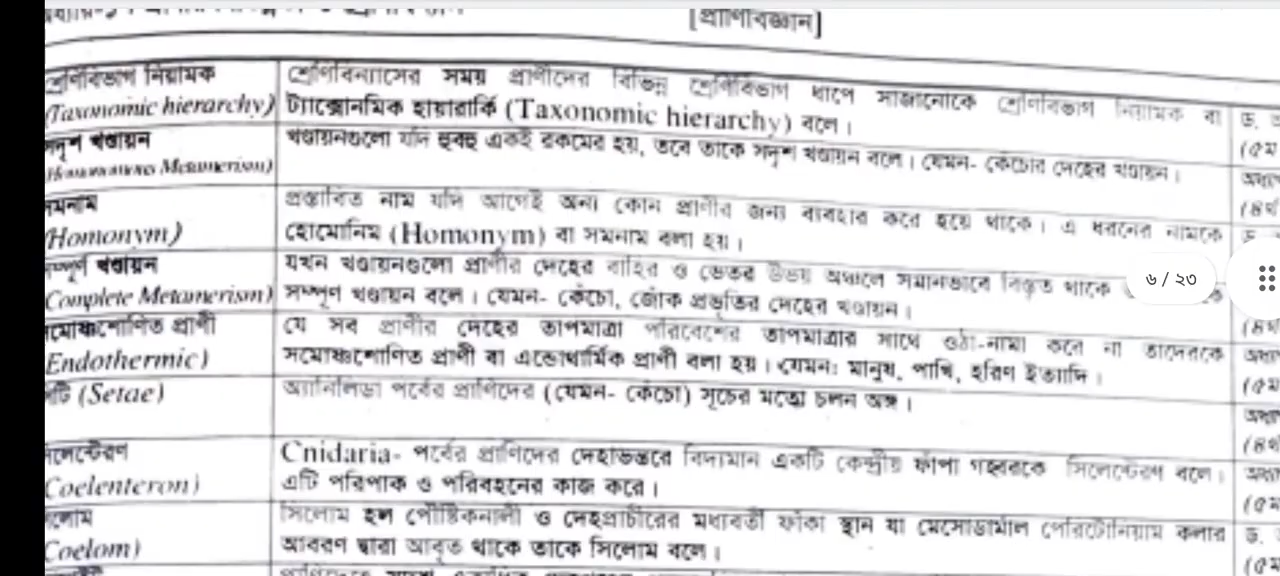 [প্রাণিবিজ্ঞান]
শ্রেণিবিভাগ নিয়ামক
(Taxonomic hierarchy)
শ্রেণিবিন্যাসের সময় প্রাণীদের বিভিন্ন শ্রেণিবিভাগ ধাপে সাজানোকে শ্রেণিবিভাগ নিয়ামক বা
ট্যাক্সোনমিক হায়ারার্কি (Taxonomic hierarchy) বলে।
সদৃশ খণ্ডায়ন
(Homonomous Metamerism)
খণ্ডায়নগুলো যদি হুবহু একই রকমের হয়, তবে তাকে সদৃশ খণ্ডায়ন বলে। যেমন- কেঁচোর দেহের খণ্ডায়ন।
মনাম
(Homonym)
প্রস্তাবিত নাম যদি আগেই অন্য কোন প্রাণীর জন্য ব্যবহার করে হয়ে থাকে। এ ধরনের নামকে
হোমোনিম (Homonym) বা সমনাম বলা হয়।
ম্পূর্ণ খণ্ডায়ন
Complete Metamerism)
যখন খণ্ডায়নগুলো প্রাণীর দেহের বাহির ও ভেতর উভয় অঞ্চলে সমানভাবে বিস্তৃত থাকে
সম্পূর্ণ খণ্ডায়ন বলে। যেমন- কেঁচো, জোঁক প্রভৃতির দেহের খণ্ডায়ন।
৬ / ২৩
মোষ্ণশোণিত প্রাণী
Endothermic)
যে সব প্রাণীর দেহের তাপমাত্রা পরিবেশের তাপমাত্রার সাথে ওঠা-নামা করে না তাদেরকে
সমোষ্ণশোণিত প্রাণী বা এন্ডোথার্মিক প্রাণী বলা হয়। যেমনঃ মানুষ, পাখি, হরিণ ইত্যাদি।
টি (Setae)
অ্যানিলিডা পর্বের প্রাণিদের (যেমন- কেঁচো) সূচের মতো চলন অঙ্গ।
িলেন্টেরণ
Coelenteron)
Cnidaria- পর্বের প্রাণিদের দেহাভ্যন্তরে বিদ্যমান একটি কেন্দ্রীয় ফাঁপা গহ্বরকে সিলেন্টেরণ বলে।
এটি পরিপাক ও পরিবহনের কাজ করে।
িলোম
Coelom)
সিলোম হল পৌষ্টিকনালী ও দেহপ্রাচীরের মধ্যবর্তী ফাঁকা স্থান যা মেসোডার্মাল পেরিটোনিয়াম কলার
আবরণ দ্বারা আবৃত থাকে তাকে সিলোম বলে।